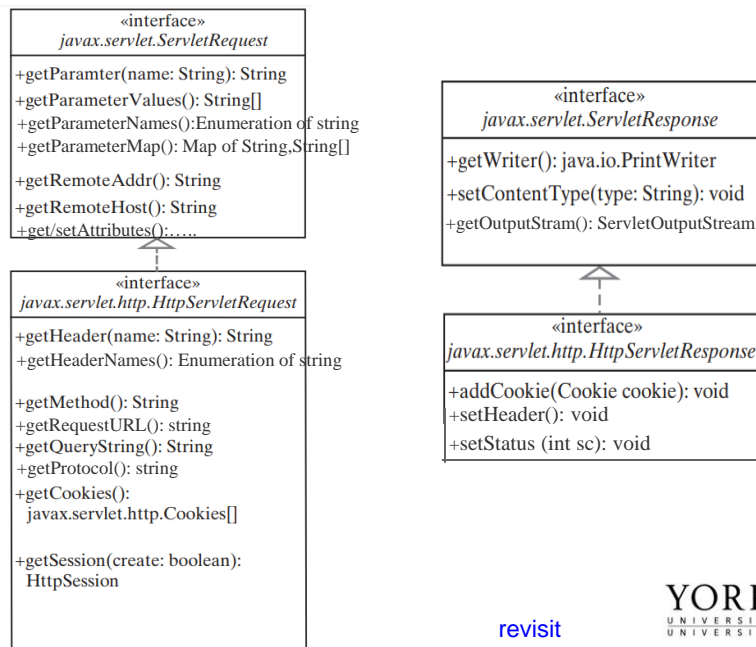 «interface»
javax.servlet.ServletRequest
+getParamter(name: String): String
+getParameterValues(): String[]
+getParameterNames():Enumeration of string
+getParameterMap(): Map of String,String[]
+getRemoteAddr(): String
+getRemoteHost(): String
+get/setAttributes():…..
«interface»
javax.servlet.http.HttpServletRequest
+getHeader(name: String): String
+getHeaderNames(): Enumeration of string
+getMethod(): String
+getRequestURL(): string
+getQueryString(): String
+getProtocol(): string
+getCookies():
javax.servlet.http.Cookies[]
+getSession(create: boolean):
HttpSession
«interface»
javax.servlet.ServletResponse
+getWriter(): java.io.PrintWriter
+setContentType(type: String): void
+getOutputStram(): ServletOutputStream
«interface»
javax.servlet.http.HttpServletResponse
+addCookie(Cookie cookie): void
+setHeader(): void
+setStatus (int sc): void
revisit
YOR
UNIVERSI
UNIVERSI